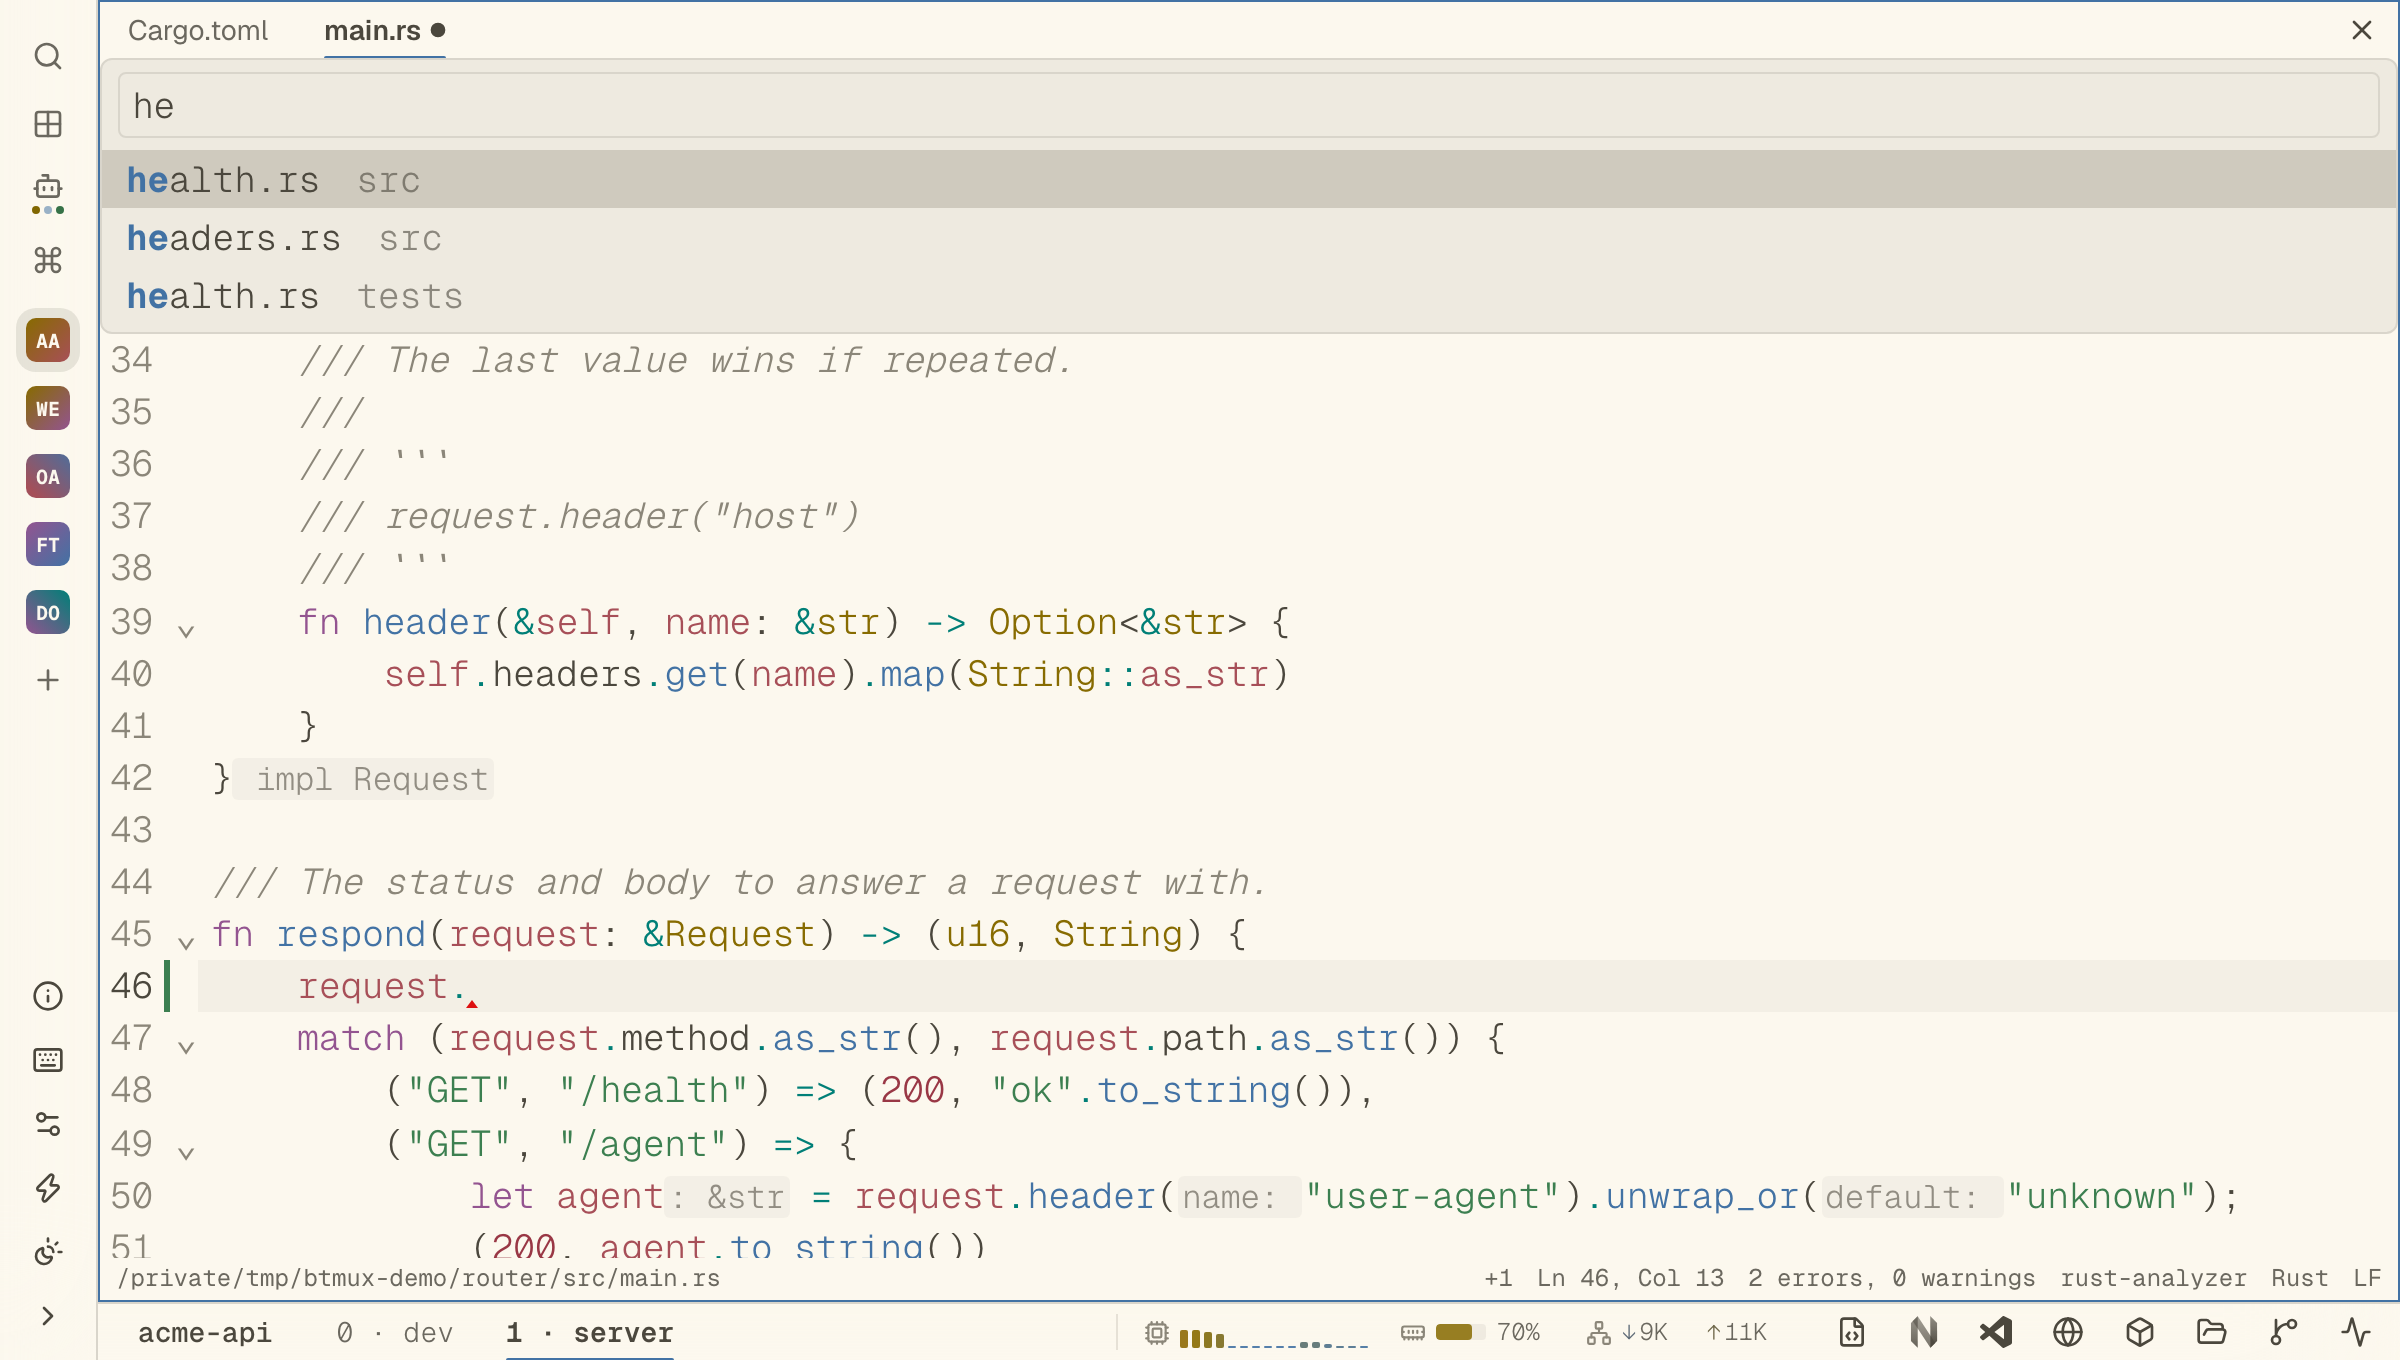 Cargo.toml main.rs
he
health.rs src
headers.rs src
health.rs tests
AA
WE
OA
FT
DO
34 /// The last value wins if repeated.
35 ///
36 /// ```
37 /// request.header("host")
38 /// ```
39 fn header(&self, name: &str) -> Option<&str> {
40 self.headers.get(name).map(String::as_str)
41 }
42 } impl Request
43
44 /// The status and body to answer a request with.
45 fn respond(request: &Request) -> (u16, String) {
46 request.
47 match (request.method.as_str(), request.path.as_str()) {
48 ("GET", "/health") => (200, "ok".to_string()),
49 ("GET", "/agent") => {
50 let agent: &str = request.header(name: "user-agent").unwrap_or(default: "unknown");
51 (200, agent.to_string())
/private/tmp/btmux-demo/router/src/main.rs +1 Ln 46, Col 13 2 errors, 0 warnings rust-analyzer Rust LF
acme-api 0 · dev 1 · server 70% ↓9K ↑11K